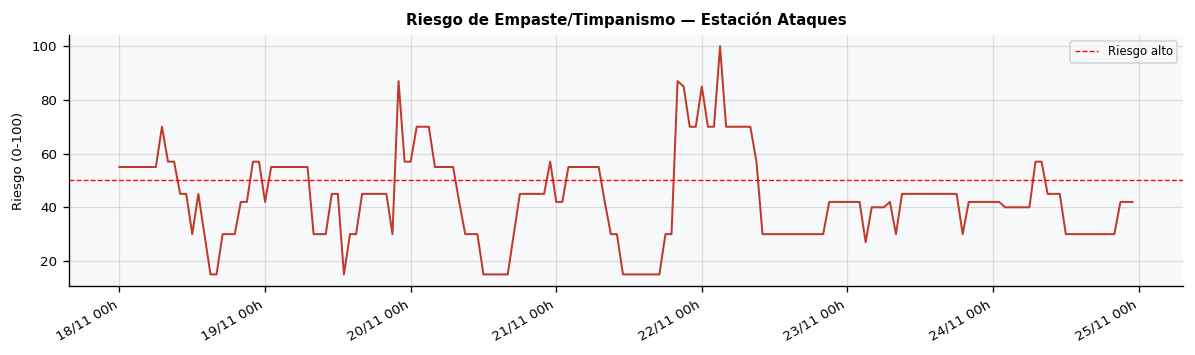 Riesgo de Empaste/Timpanismo — Estación Ataques
Riesgo alto
Riesgo (0-100)
100
80
60
40
20
18/11 00h
19/11 00h
20/11 00h
21/11 00h
22/11 00h
23/11 00h
24/11 00h
25/11 00h